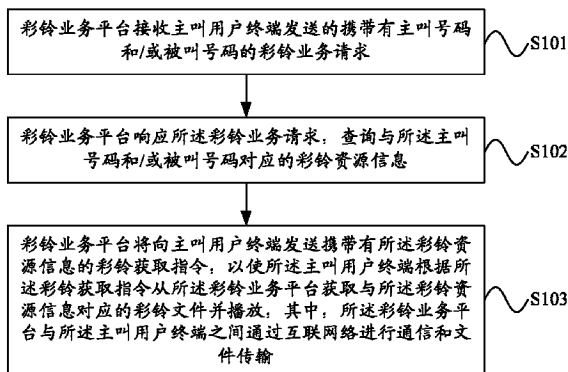 彩铃业务平台接收主叫用户终端发送的携带有主叫号码
和/或被叫号码的彩铃业务请求
S101
彩铃业务平台响应所述彩铃业务请求，查询与所述主叫
号码和/或被叫号码对应的彩铃资源信息
S102
彩铃业务平台将向主叫用户终端发送携带有所述彩铃资
源信息的彩铃获取指令，以使所述主叫用户终端根据所
述彩铃获取指令从所述彩铃业务平台获取与所述彩铃资
源信息对应的彩铃文件并播放；其中，所述彩铃业务平
台与所述主叫用户终端之间通过互联网络进行通信和文
件传输
S103